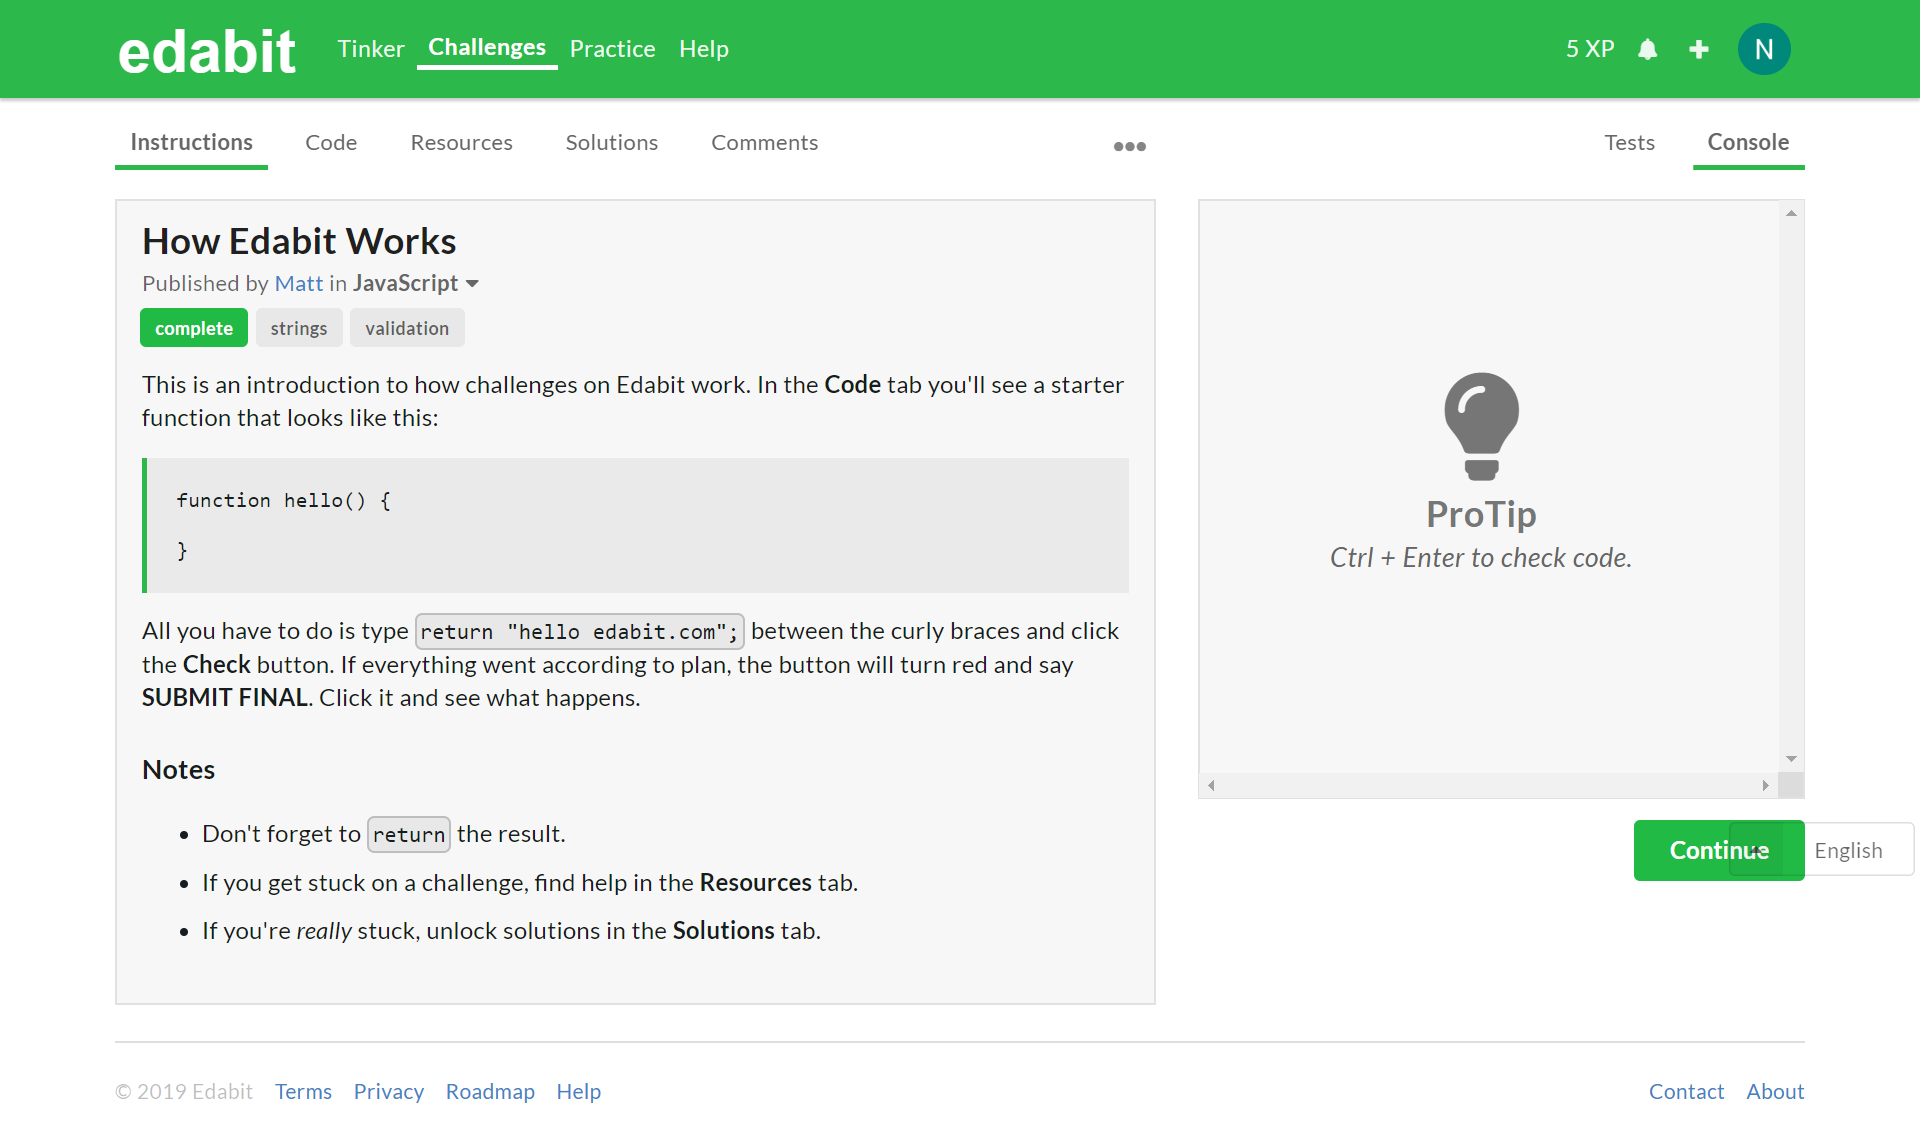 edabit Tinker Challenges Practice Help 5 XP N
Instructions Code Resources Solutions Comments Tests Console
How Edabit Works
Published by Matt in JavaScript
complete strings validation
This is an introduction to how challenges on Edabit work. In the Code tab you'll see a starter
function that looks like this:
function hello() {
}
All you have to do is type return "hello edabit.com"; between the curly braces and click
the Check button. If everything went according to plan, the button will turn red and say
SUBMIT FINAL. Click it and see what happens.
Notes
• Don't forget to return the result.
• If you get stuck on a challenge, find help in the Resources tab.
• If you're really stuck, unlock solutions in the Solutions tab.
ProTip
Ctrl + Enter to check code.
Continue English
© 2019 Edabit Terms Privacy Roadmap Help Contact About